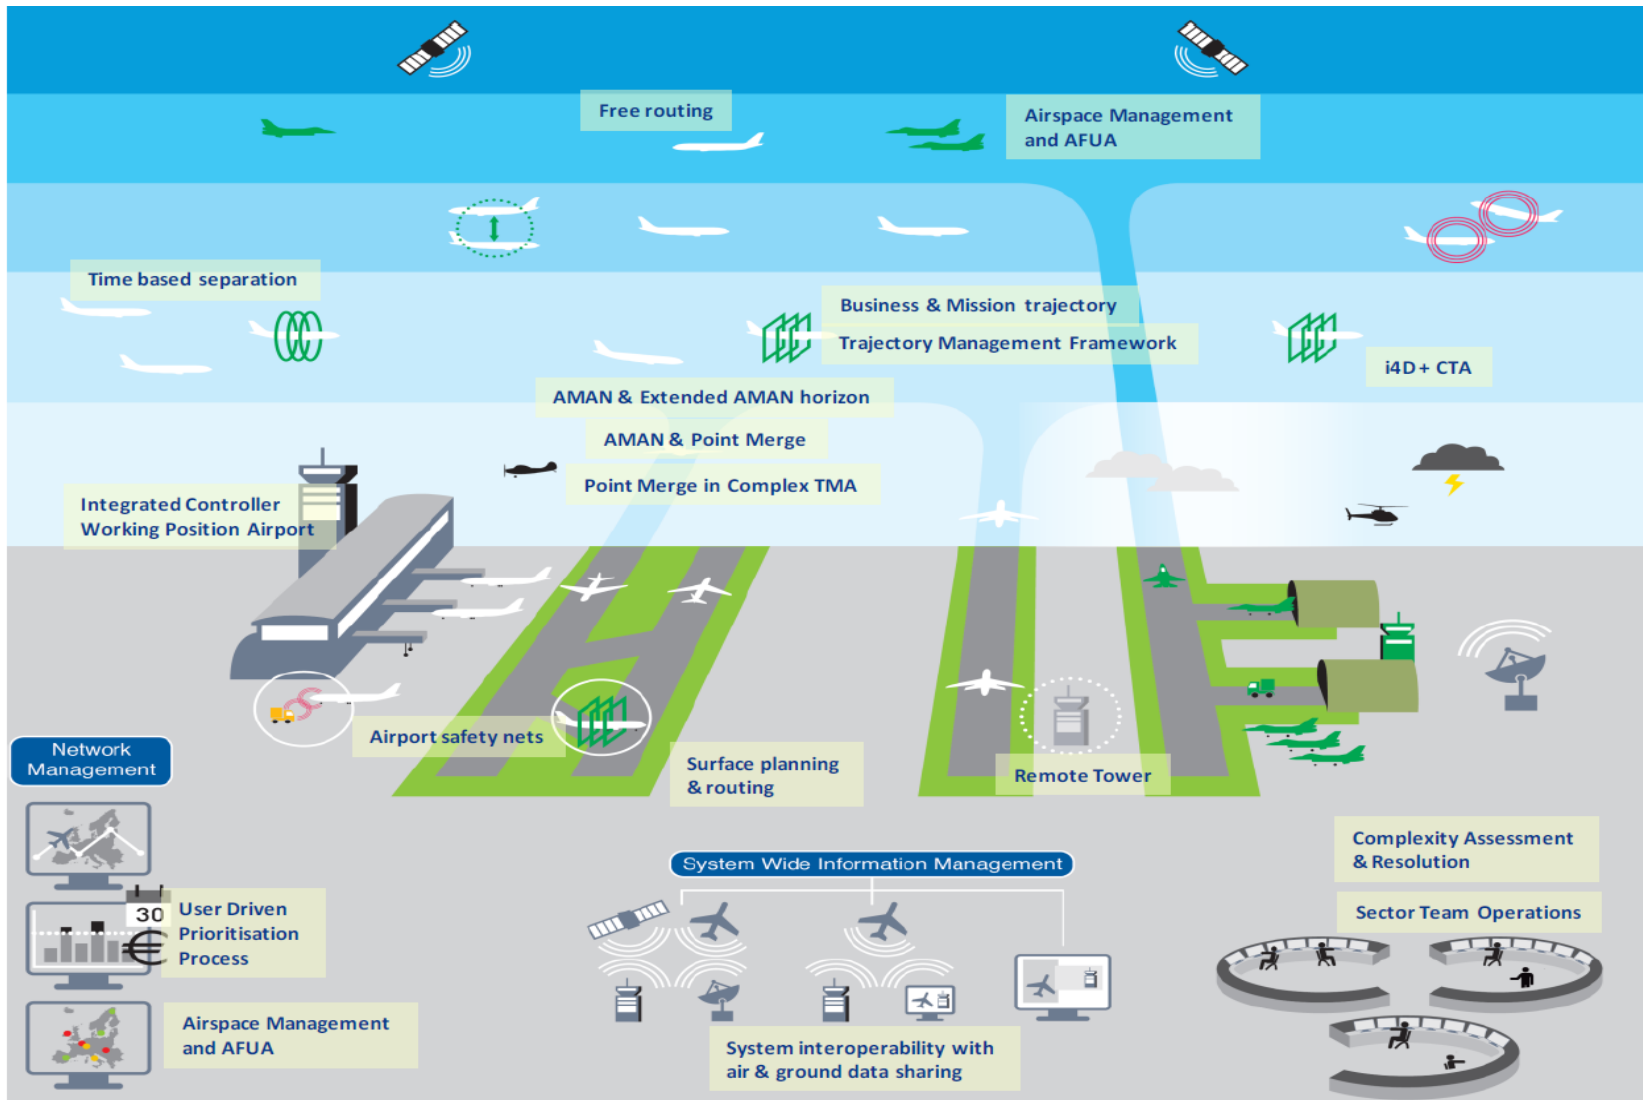 Free routing
Airspace Management
and AFUA
Time based separation
Business & Mission trajectory
Trajectory Management Framework
i4D + CTA
AMAN & Extended AMAN horizon
AMAN & Point Merge
Point Merge in Complex TMA
Integrated Controller
Working Position Airport
Airport safety nets
Surface planning
& routing
Remote Tower
Network
Management
30
€
User Driven
Prioritisation
Process
Airspace Management
and AFUA
System Wide Information Management
System interoperability with
air & ground data sharing
Complexity Assessment
& Resolution
Sector Team Operations